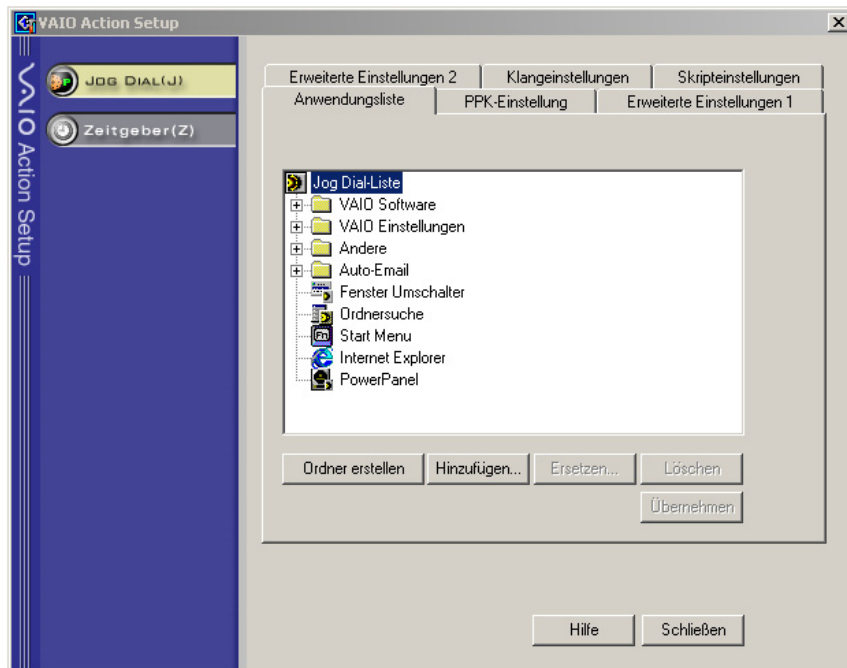 VAIO Action Setup
VAIO Action Setup
JOG DIAL(J)
Zeitgeber(Z)
Erweiterte Einstellungen 2
Klangeinstellungen
Skripteinstellungen
Anwendungsliste
PPK-Einstellung
Erweiterte Einstellungen 1
Jog Dial-Liste
VAIO Software
VAIO Einstellungen
Andere
Auto-Email
Fenster Umschalter
Ordnersuche
Fn
Start Menu
Internet Explorer
PowerPanel
Ordner erstellen
Hinzufügen...
Ersetzen...
Löschen
Übernehmen
Hilfe
Schließen